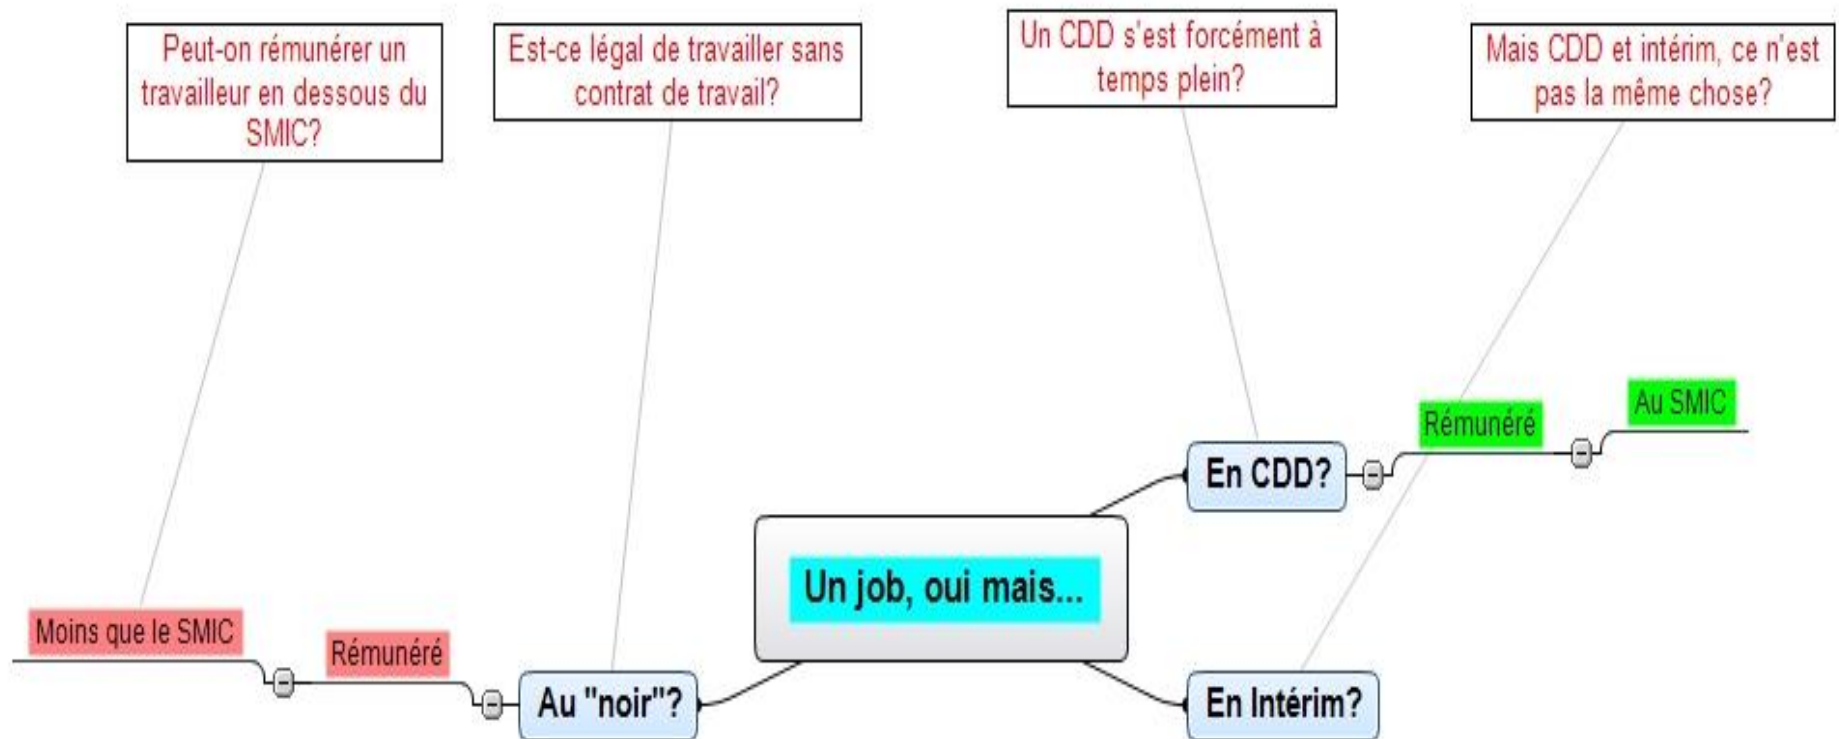 Peut-on rémunérer un
travailleur en dessous du
SMIC?
Est-ce légal de travailler sans
contrat de travail?
Un CDD s'est forcément à
temps plein?
Mais CDD et intérim, ce n'est
pas la même chose?
Au SMIC
Rémunéré
En CDD?
Un job, oui mais...
Moins que le SMIC
Rémunéré
Au "noir"?
En Intérim?